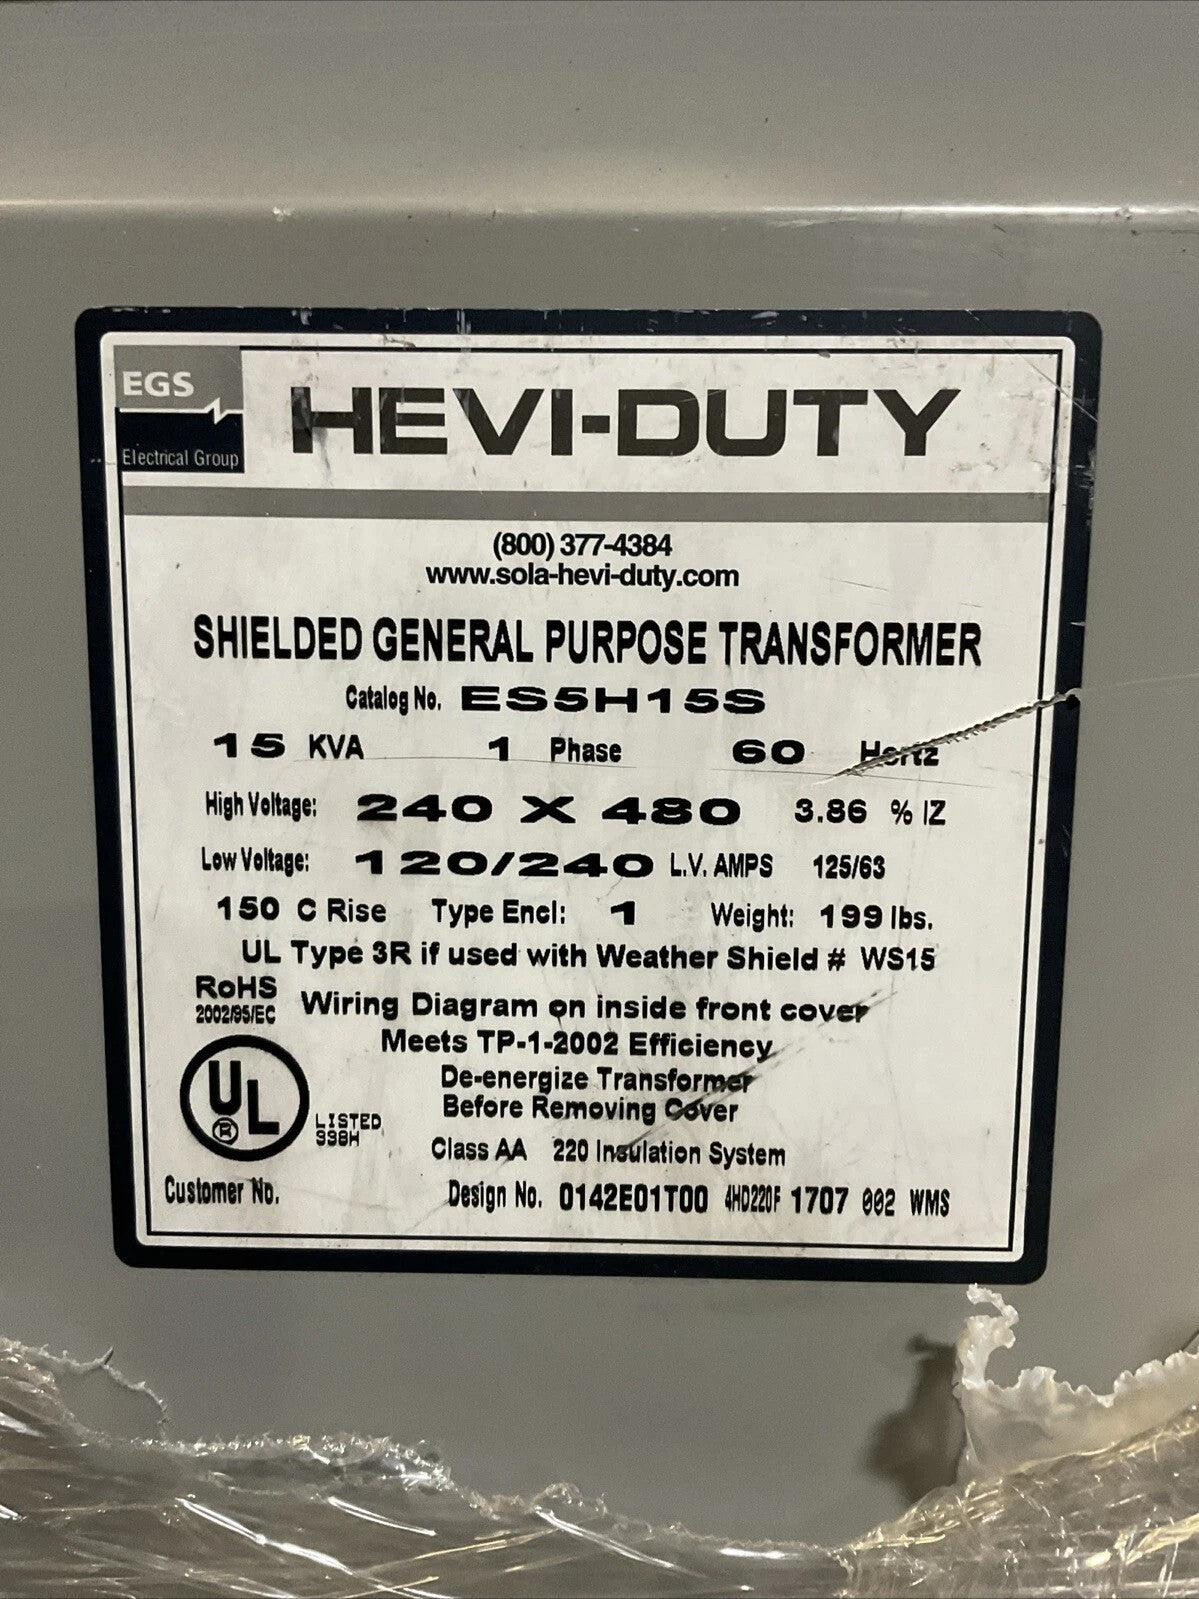 EGS
Electrical Group
HEVI-DUTY
(800) 377-4384
www.sola-hevi-duty.com
SHIELDED GENERAL PURPOSE TRANSFORMER
Catalog No. ES5H15S
15 KVA 1 Phase 60 Hertz
High Voltage: 240 X 480 3.86 % IZ
Low Voltage: 120/240 L.V. AMPS 125/63
150 C Rise Type Encl: 1 Weight: 199 lbs.
UL Type 3R if used with Weather Shield # WS15
RoHS
2002/95/EC
Wiring Diagram on inside front cover
Meets TP-1-2002 Efficiency
De-energize Transformer
Before Removing Cover
UL ®
LISTED
338H
Class AA 220 Insulation System
Customer No. Design No. 0142E01T00 4HD220F 1707 002 WMS